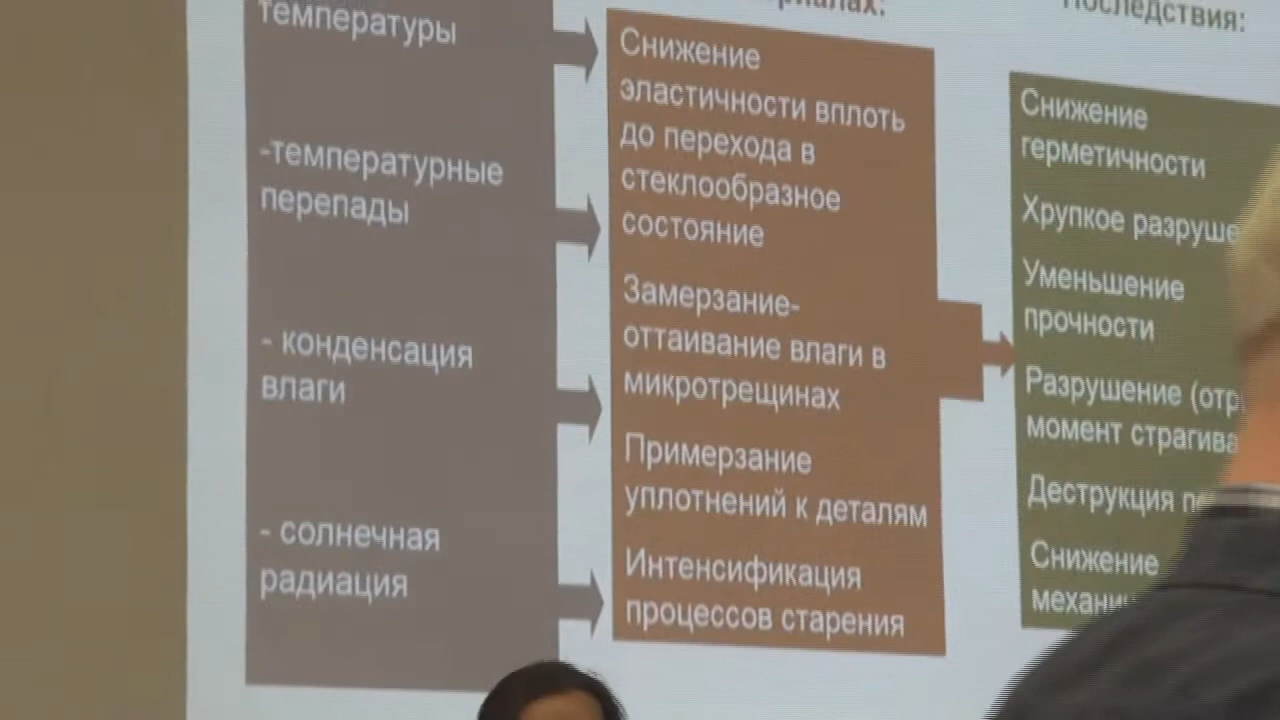 температуры
-температурные
перепады
- конденсация
влаги
- солнечная
радиация
Снижение
эластичности вплоть
до перехода в
стеклообразное
состояние
Замерзание-
оттаивание влаги в
микротрещинах
Примерзание
уплотнений к деталям
Интенсификация
процессов старения
Последствия:
Снижение
герметичности
Хрупкое
Уменьшение
прочности
Разрушение
момент
Деструкция
Снижение